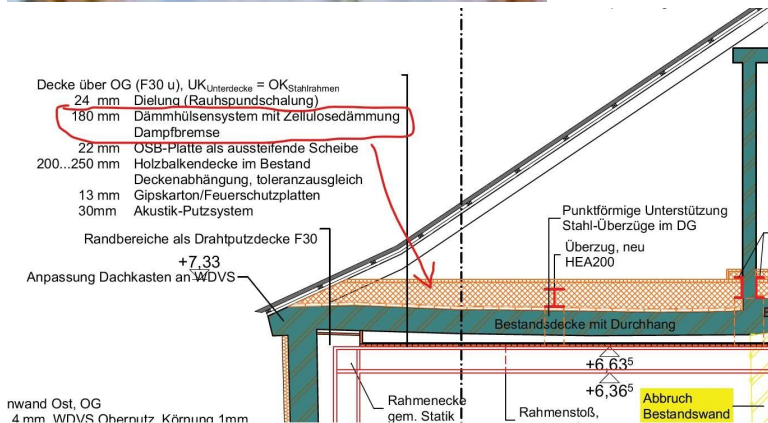 Decke über OG (F30 u), UKUnterdecke = OKStahlrahmen
24 mm Dielung (Rauhspundschalung)
180 mm Dämmhülsensystem mit Zellulosedämmung
Dampfbremse
22 mm OSB-Platte als aussteifende Scheibe
200...250 mm Holzbalkendecke im Bestand
Deckenabhängung, toleranzausgleich
13 mm Gipskarton/Feuerschutzplatten
30mm Akustik-Putzsystem
Randbereiche als Drahtputzdecke F30
+7,33
Anpassung Dachkasten an WDVS
Punktförmige Unterstützung
Stahl-Überzüge im DG
Überzug, neu
HEA200
Bestandsdecke mit Durchhang
+6,63⁵
+6,36⁵
Abbruch
Bestandswand
Rahmenecke
gem. Statik
Rahmenstoß,
nwand Ost, OG
4 mm WDVS Oberputz, Körnung 1mm